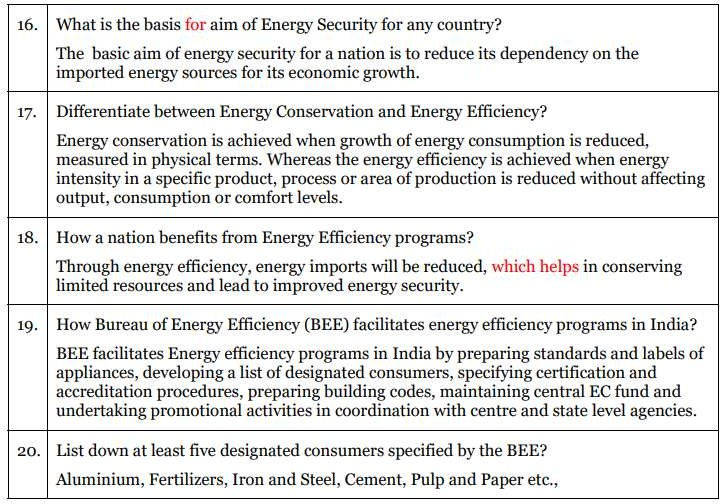 16. What is the basis for aim of Energy Security for any country?
The basic aim of energy security for a nation is to reduce its dependency on the
imported energy sources for its economic growth.
17. Differentiate between Energy Conservation and Energy Efficiency?
Energy conservation is achieved when growth of energy consumption is reduced,
measured in physical terms. Whereas the energy efficiency is achieved when energy
intensity in a specific product, process or area of production is reduced without affecting
output, consumption or comfort levels.
18. How a nation benefits from Energy Efficiency programs?
Through energy efficiency, energy imports will be reduced, which helps in conserving
limited resources and lead to improved energy security.
19. How Bureau of Energy Efficiency (BEE) facilitates energy efficiency programs in India?
BEE facilitates Energy efficiency programs in India by preparing standards and labels of
appliances, developing a list of designated consumers, specifying certification and
accreditation procedures, preparing building codes, maintaining central EC fund and
undertaking promotional activities in coordination with centre and state level agencies.
20. List down at least five designated consumers specified by the BEE?
Aluminium, Fertilizers, Iron and Steel, Cement, Pulp and Paper etc.,